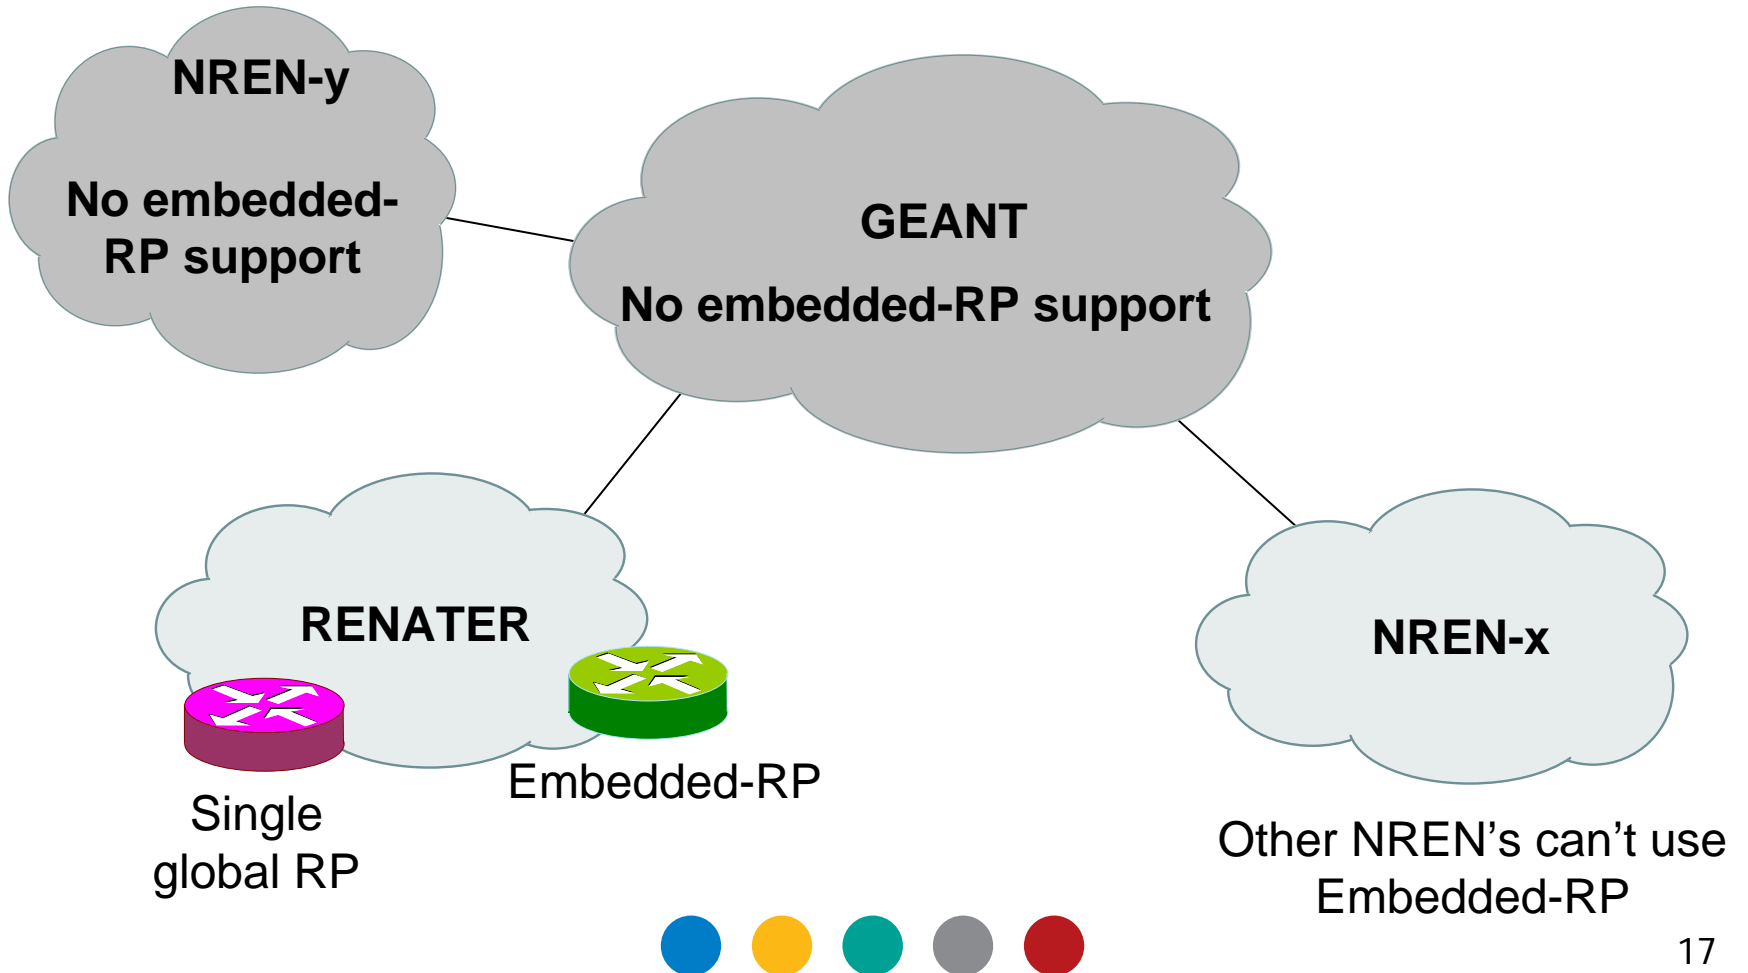 NREN-y
No embedded-
RP support
GEANT
No embedded-RP support
RENATER
NREN-x
Embedded-RP
Single
global RP
Other NREN’s can’t use
Embedded-RP
17